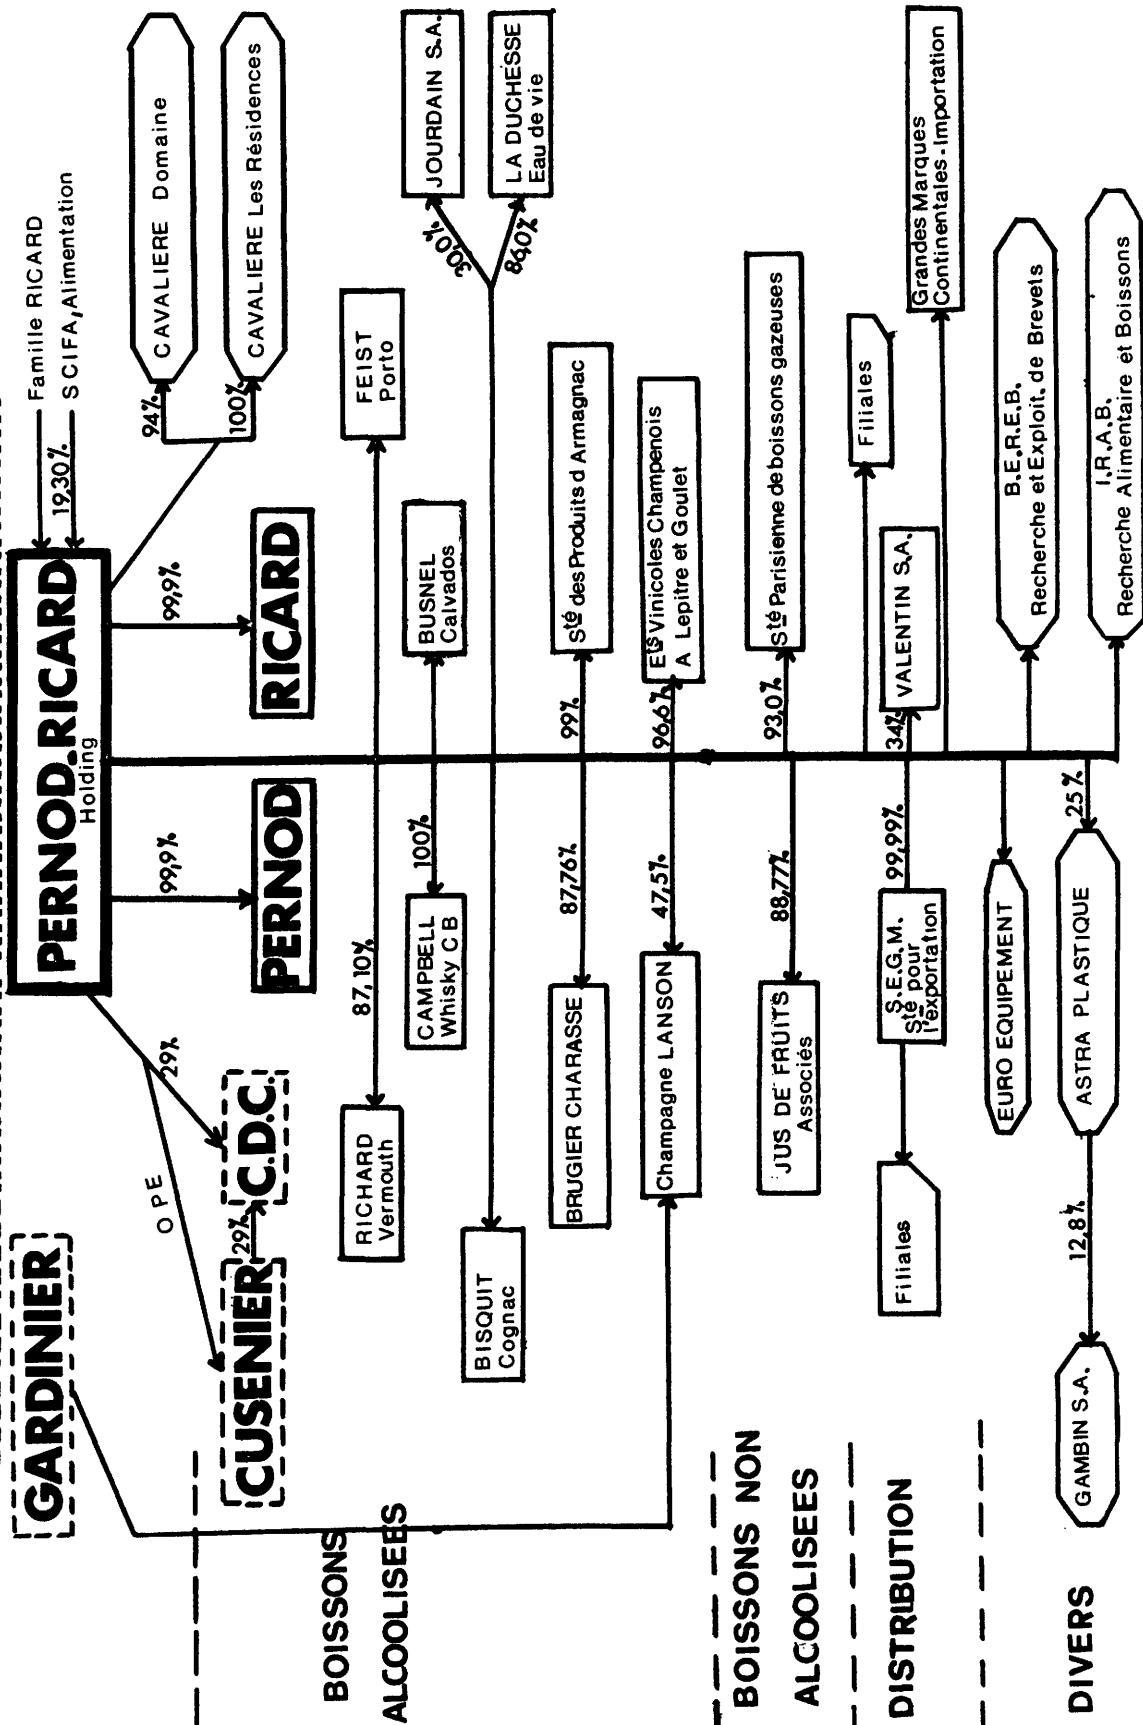 Famille RICARD
19,30%
SCIFA, Alimentation
GARDINIER
PERNOD.RICARD
Holding
OPE
29%
99,9%
99,9%
94%
CAVALIERE Domaine
100%
CAVALIERE Les Résidences
CUSENIER
29%
C.D.C.
PERNOD
RICARD
BOISSONS
ALCOOLISEES
RICHARD
Vermouth
87,10%
FEIST
Porto
CAMPBELL
Whisky CB
100%
BUSNEL
Calvados
30,0%
JOURDAIN S.A.
BISQUIT
Cognac
86,0%
LA DUCHESSE
Eau de vie
BRUGIER CHARASSE
87,76%
99%
Sté des Produits d Armagnac
Champagne LANSON
47,5%
96,6%
Ets Vinicoles Champenois
A Lepitre et Goulet
BOISSONS NON
ALCOOLISEES
JUS DE FRUITS
Associés
88,77%
93,0%
Sté Parisienne de boissons gazeuses
DISTRIBUTION
Filiales
S.E.G.M.
Sté pour
l'exportation
99,99%
34%
VALENTIN S.A.
Filiales
Grandes Marques
Continentales-Importation
DIVERS
EURO EQUIPEMENT
B.E.R.E.B.
Recherche et Exploit. de Brevets
GAMBIN S.A.
12,8%
ASTRA PLASTIQUE
25%
I.R.A.B.
Recherche Alimentaire et Boissons